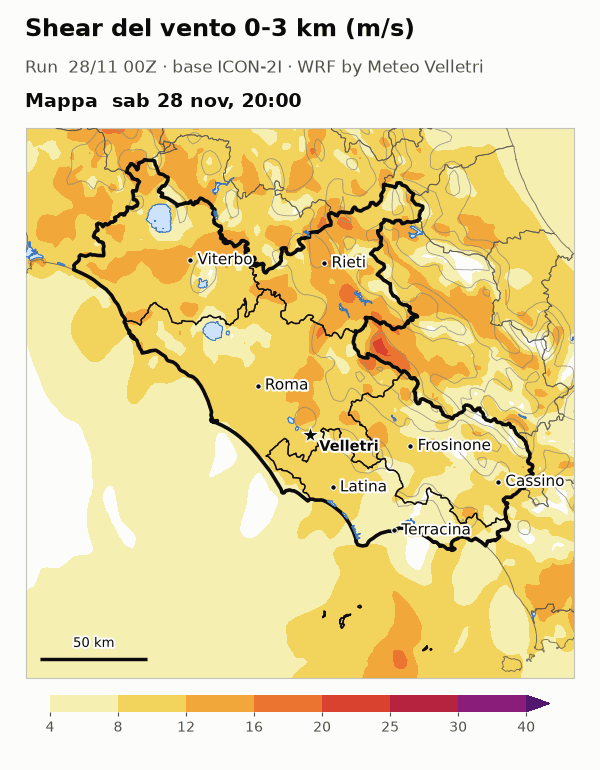 Shear del vento 0-3 km (m/s)
Run  28/11 00Z · base ICON-2I · WRF by Meteo Velletri
Mappa  sab 28 nov, 20:00
Viterbo
Rieti
Roma
Velletri
Frosinone
Cassino
Latina
Terracina
50 km
4 8 12 16 20 25 30 40